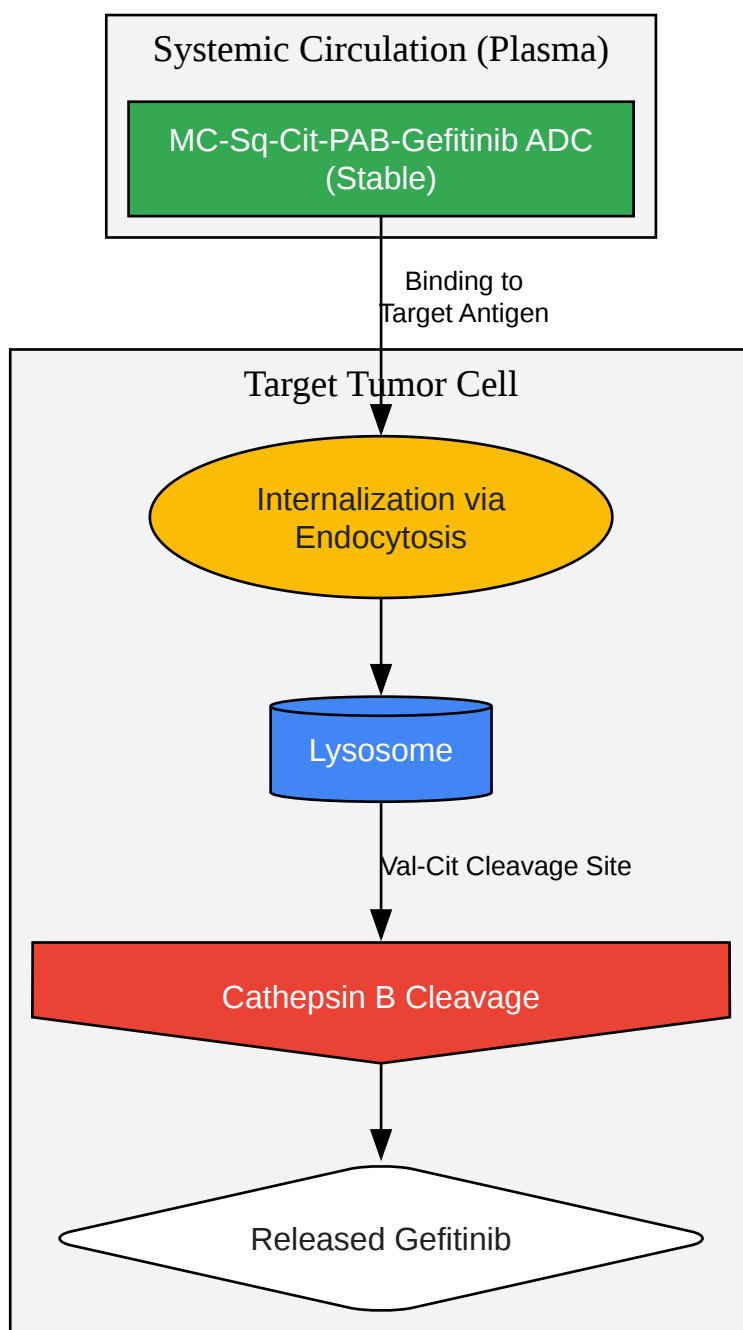 Systemic Circulation (Plasma)
MC-Sq-Cit-PAB-Gefitinib ADC
(Stable)
Binding to
Target Antigen
Target Tumor Cell
Internalization via
Endocytosis
Lysosome
Val-Cit Cleavage Site
Cathepsin B Cleavage
Released Gefitinib